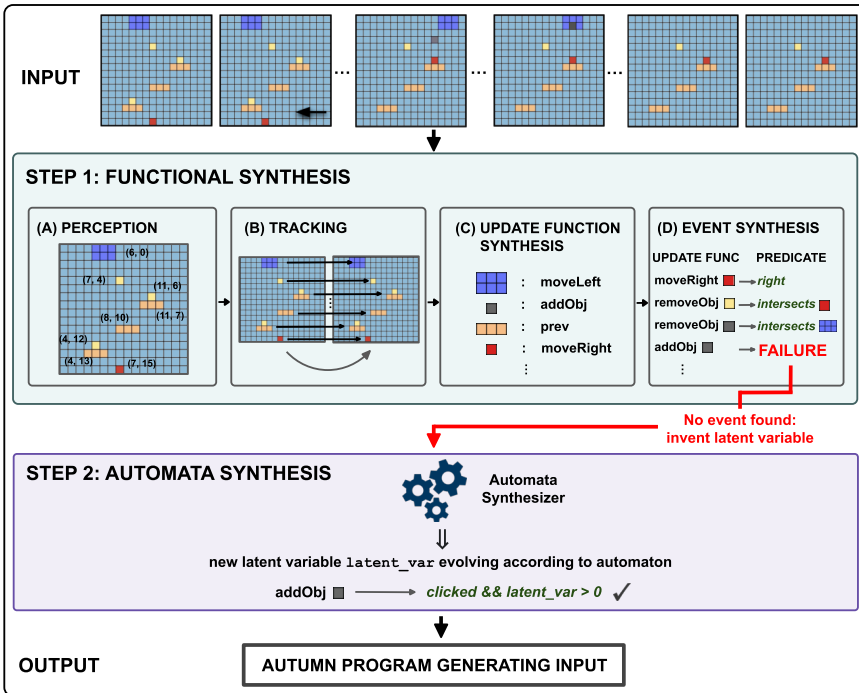 INPUT
...
...
...
STEP 1: FUNCTIONAL SYNTHESIS
(A) PERCEPTION
(6, 0)
(7, 4)
(11, 6)
(8, 10)
(11, 7)
(4, 12)
(4, 13)
(7, 15)
(B) TRACKING
(C) UPDATE FUNCTION
SYNTHESIS
: moveLeft
: addObj
: prev
: moveRight
(D) EVENT SYNTHESIS
UPDATE FUNC PREDICATE
moveRight right
removeObj intersects
removeObj intersects
addObj FAILURE
No event found:
invent latent variable
STEP 2: AUTOMATA SYNTHESIS
Automata
Synthesizer
new latent variable latent_var evolving according to automaton
addObj clicked && latent_var > 0 ✓
OUTPUT
AUTUMN PROGRAM GENERATING INPUT